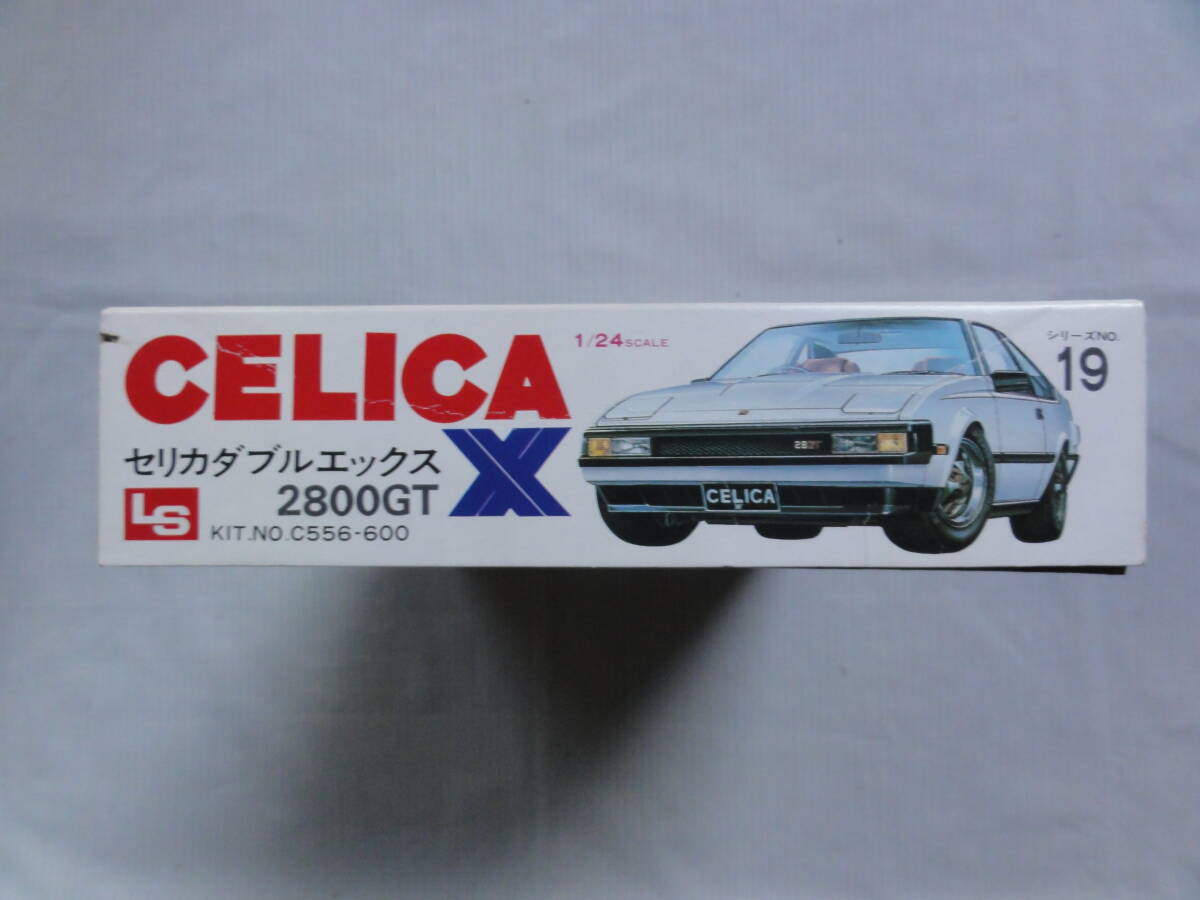 CELICA
XX
セリカダブルエックス
2800GT
LS
KIT.NO.C556-600
1/24 SCALE
CELICA
シリーズNO.
19